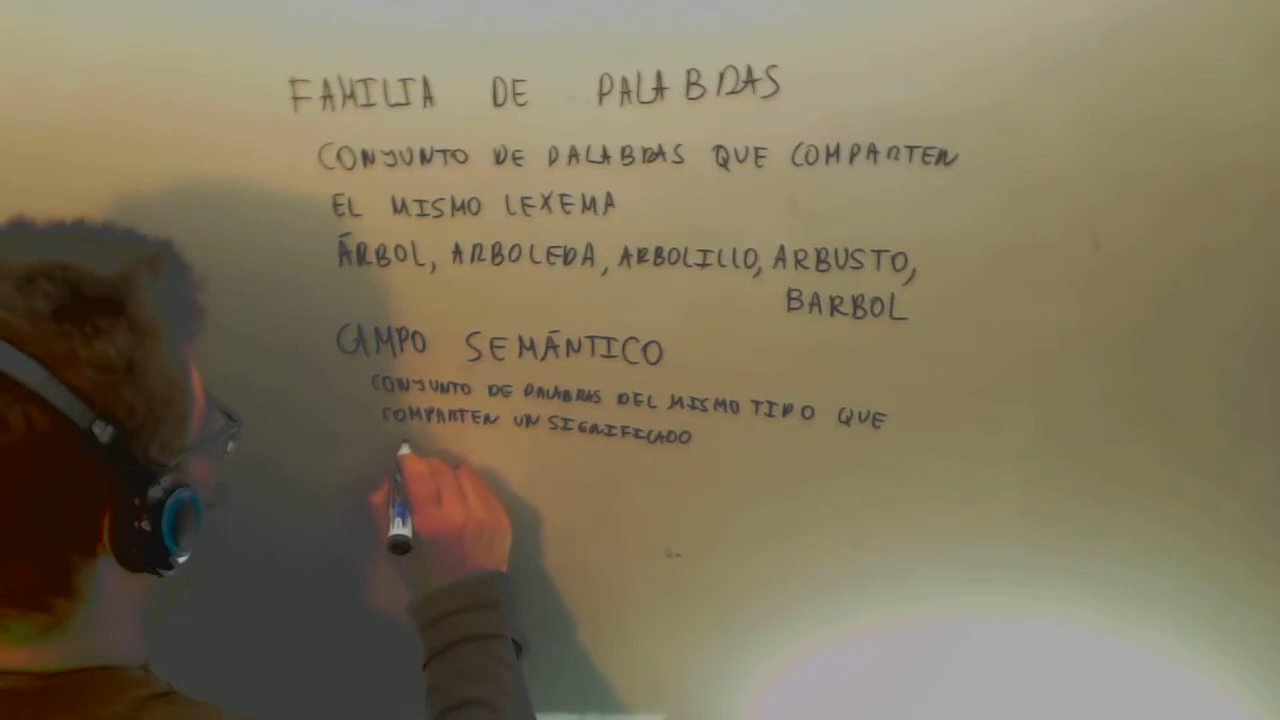 FAMILIA DE PALABRAS
CONJUNTO DE PALABRAS QUE COMPARTEN
EL MISMO LEXEMA
ÁRBOL, ARBOLEDA, ARBOLILLO, ARBUSTO,
BARBOL
CAMPO SEMÁNTICO
CONJUNTO DE PALABRAS DEL MISMO TIPO QUE
COMPARTEN UN SIGNIFICADO